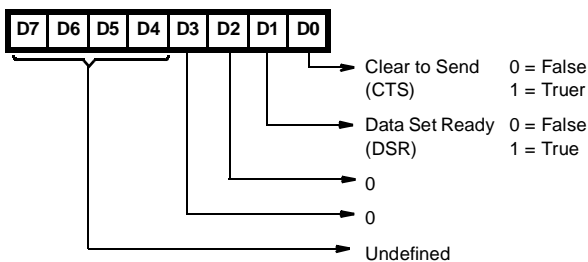 D7 D6 D5 D4 D3 D2 D1 D0
Clear to Send 0 = False
(CTS) 1 = Truer
Data Set Ready 0 = False
(DSR) 1 = True
0
0
Undefined